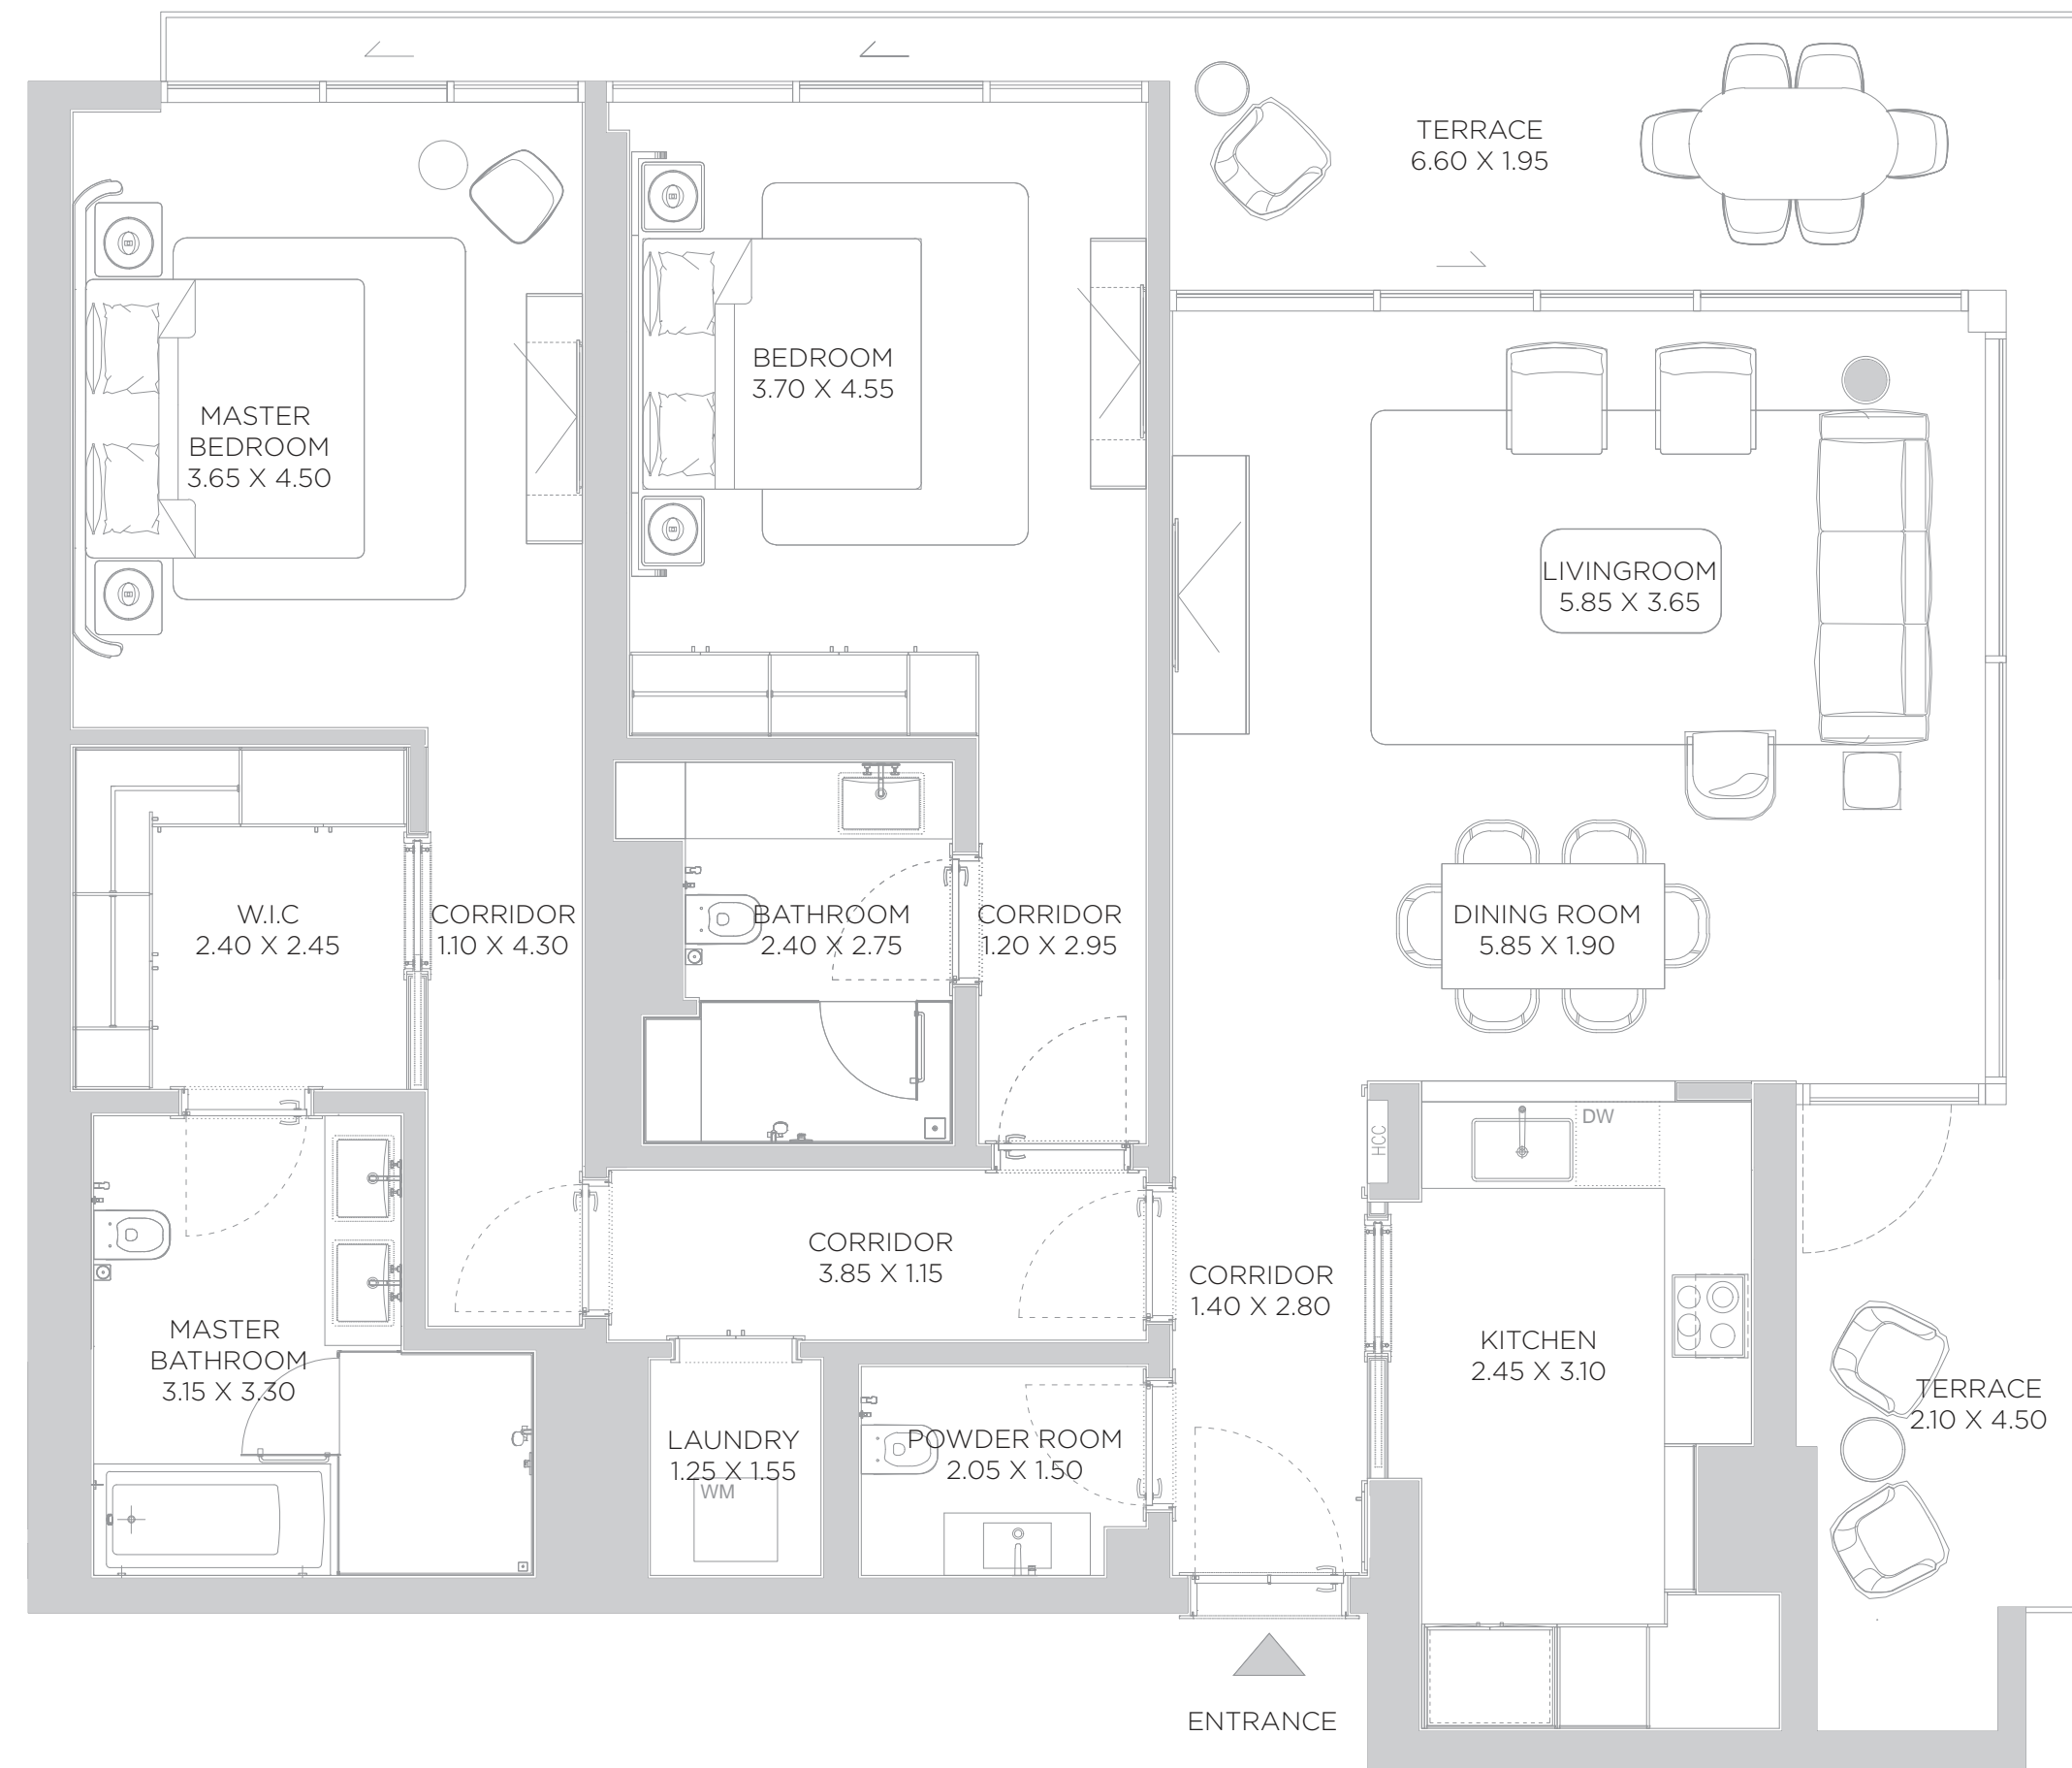 TERRACE
6.60 X 1.95
BEDROOM
3.70 X 4.55
MASTER
BEDROOM
3.65 X 4.50
LIVINGROOM
5.85 X 3.65
W.I.C
2.40 X 2.45
CORRIDOR
1.10 X 4.30
BATHROOM
2.40 X 2.75
CORRIDOR
1.20 X 2.95
DINING ROOM
5.85 X 1.90
DW
HCC
CORRIDOR
3.85 X 1.15
CORRIDOR
1.40 X 2.80
MASTER
BATHROOM
3.15 X 3.30
KITCHEN
2.45 X 3.10
TERRACE
2.10 X 4.50
LAUNDRY
1.25 X 1.55
WM
POWDER ROOM
2.05 X 1.50
ENTRANCE